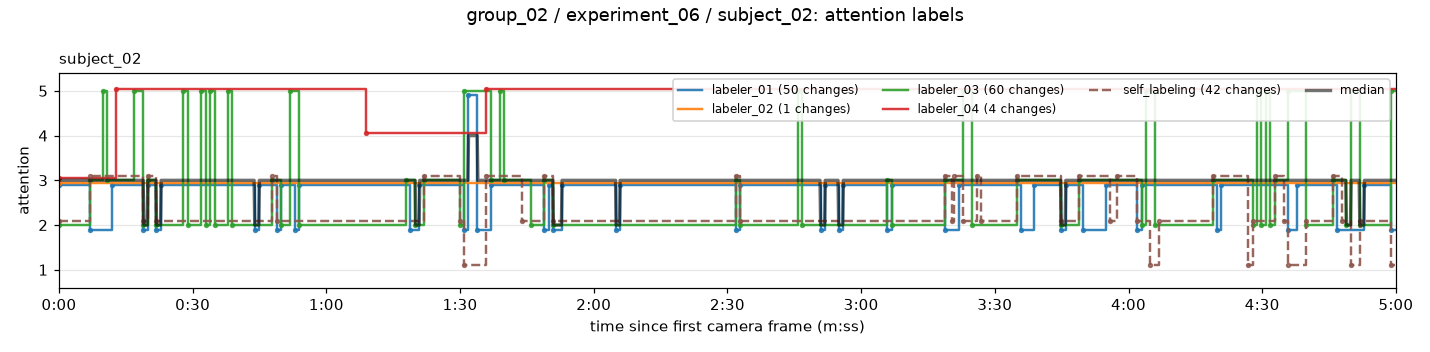 group_02 / experiment_06 / subject_02: attention labels
subject_02
labeler_01 (50 changes) labeler_03 (60 changes) self_labeling (42 changes) median
labeler_02 (1 changes) labeler_04 (4 changes)
5
4
3
2
1
attention
0:00 0:30 1:00 1:30 2:00 2:30 3:00 3:30 4:00 4:30 5:00
time since first camera frame (m:ss)